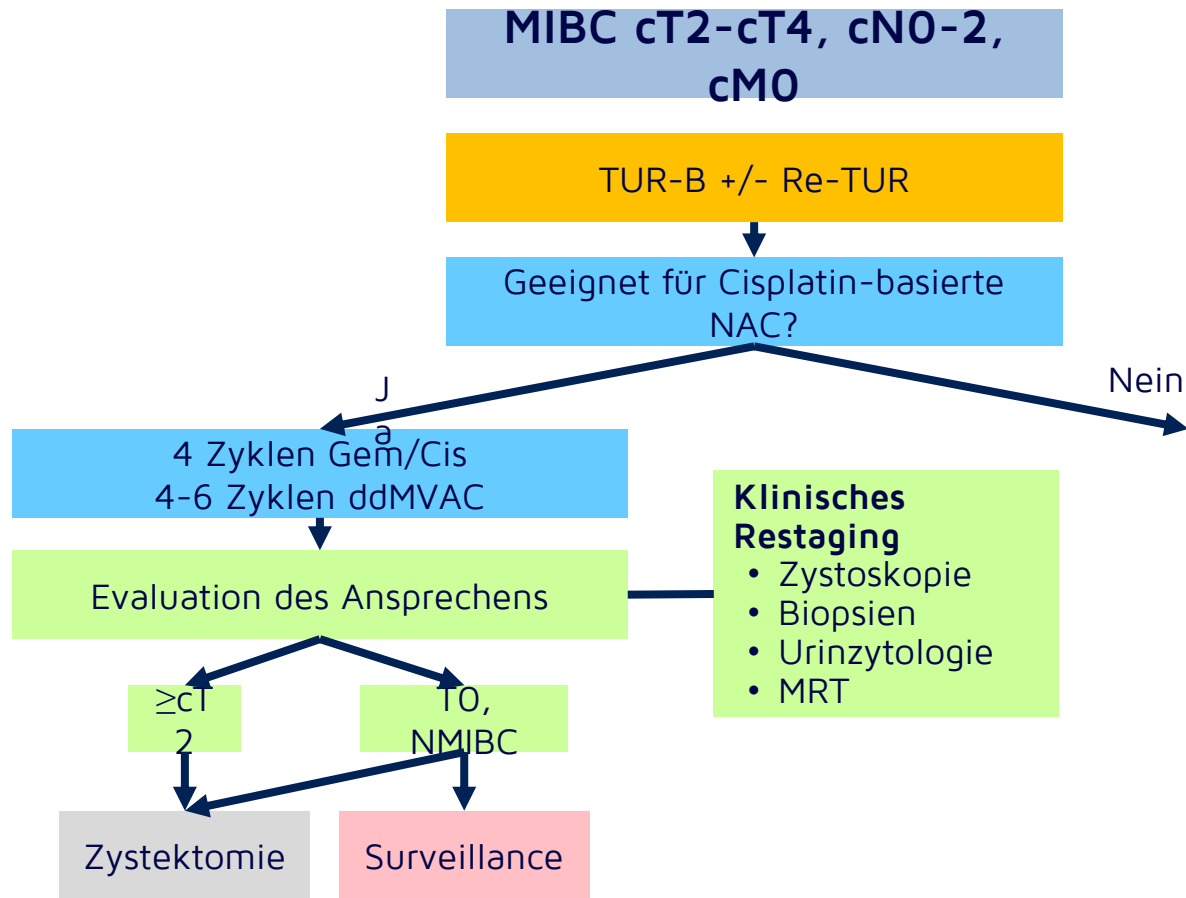 MIBC cT2-cT4, cN0-2,
cM0
TUR-B +/- Re-TUR
Geeignet für Cisplatin-basierte
NAC?
J
a
Nein
4 Zyklen Gem/Cis
4-6 Zyklen ddMVAC
Klinisches
Restaging
• Zystoskopie
• Biopsien
• Urinzytologie
• MRT
Evaluation des Ansprechens
≥cT
2
T0,
NMIBC
Zystektomie
Surveillance